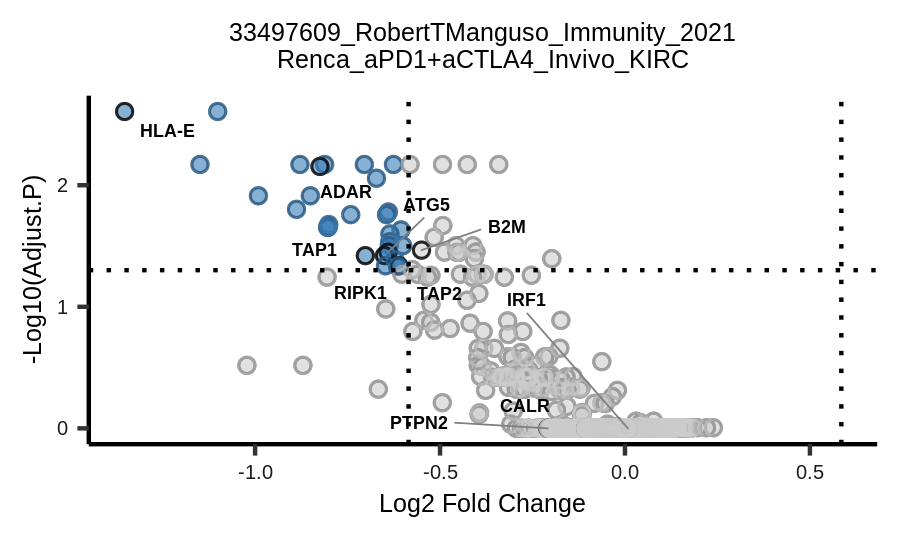 33497609_RobertTManguso_Immunity_2021
Renca_aPD1+aCTLA4_Invivo_KIRC
-Log10(Adjust.P)
2
1
0
HLA-E
ADAR
ATG5
B2M
TAP1
RIPK1
TAP2
IRF1
CALR
PTPN2
-1.0
-0.5
0.0
0.5
Log2 Fold Change